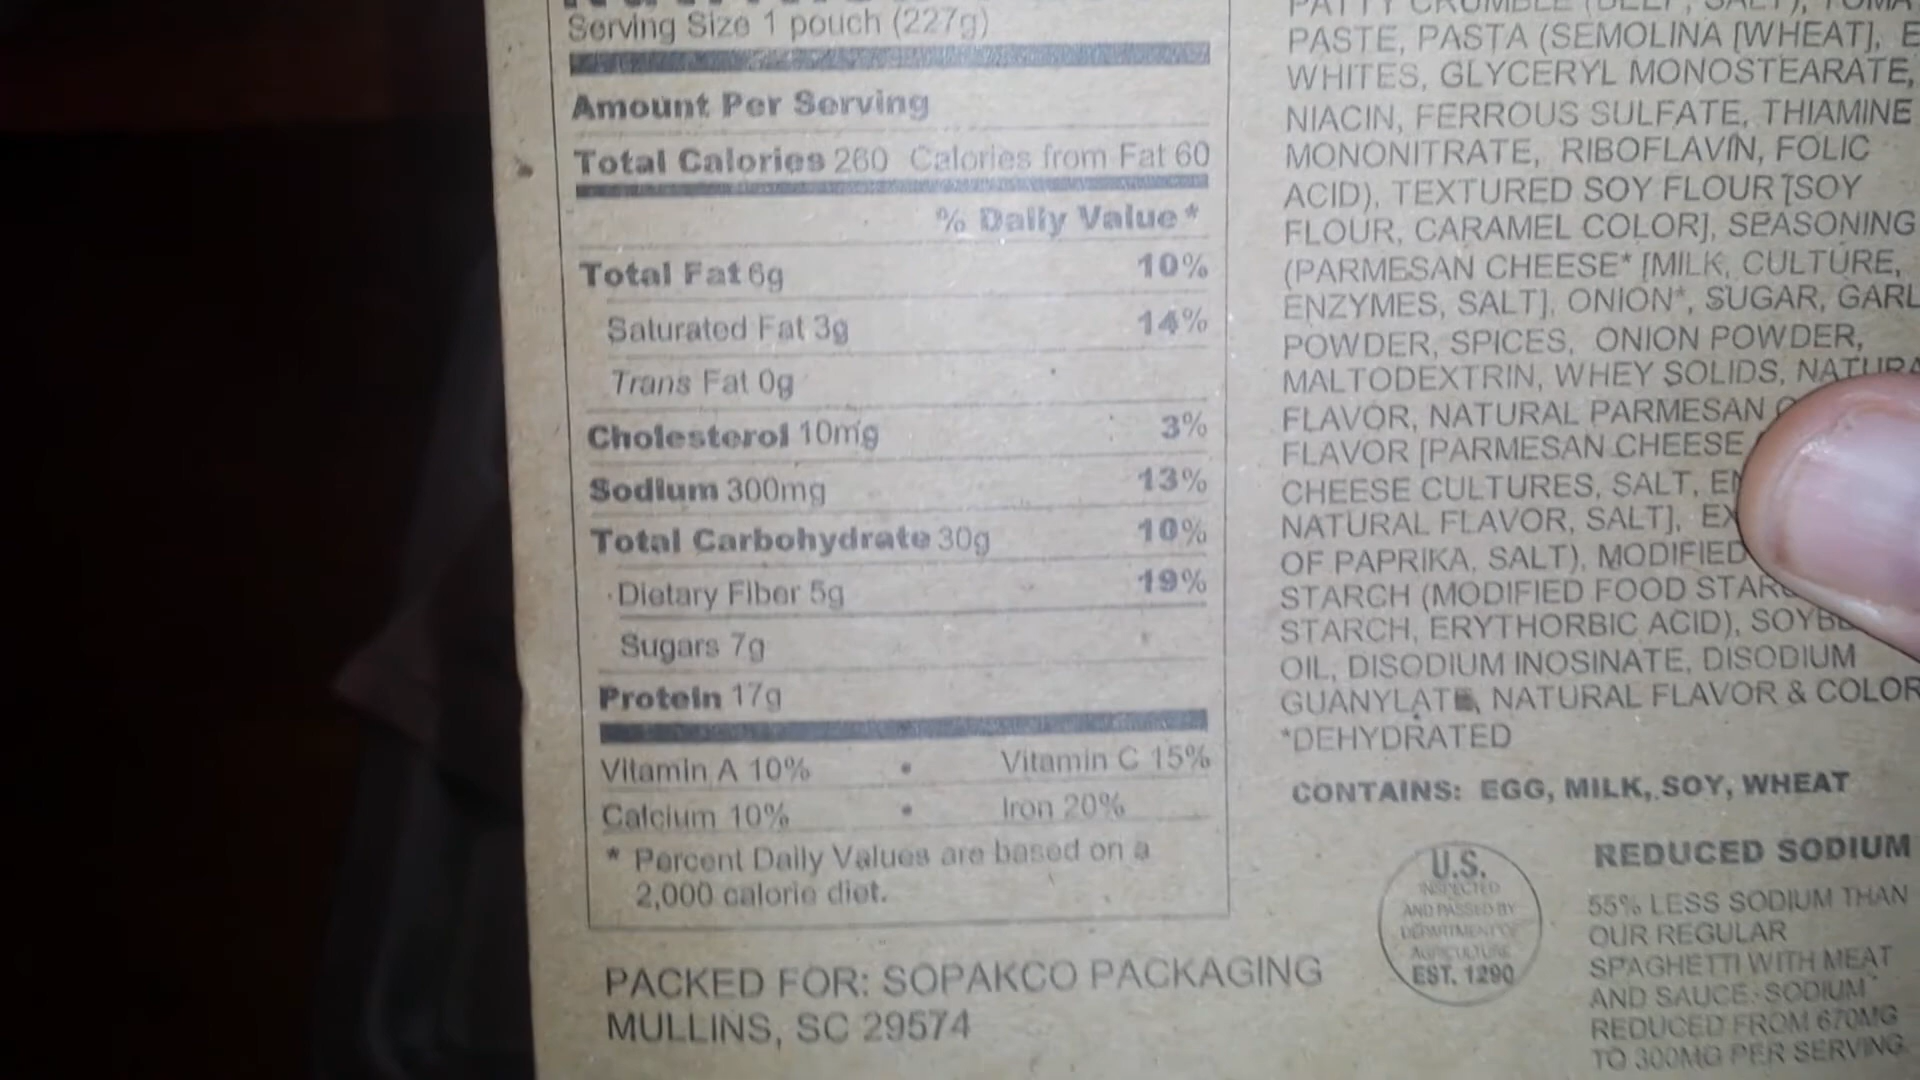 Serving Size 1 pouch (227g)
Amount Per Serving
Total Calories 260 Calories from Fat 60
% Daily Value*
Total Fat 6g 10%
Saturated Fat 3g 14%
Trans Fat 0g
Cholesterol 10mg 3%
Sodium 300mg 13%
Total Carbohydrate 30g 10%
Dietary Fiber 5g 19%
Sugars 7g
Protein 17g
Vitamin A 10% • Vitamin C 15%
Calcium 10% • Iron 20%
* Percent Daily Values are based on a
2,000 calorie diet.
PACKED FOR: SOPAKCO PACKAGING
MULLINS, SC 29574
PATTY CRUMBLE (BEEF, SALT),
PASTE, PASTA (SEMOLINA [WHEAT],
WHITES, GLYCERYL MONOSTEARATE,
NIACIN, FERROUS SULFATE, THIAMINE
MONONITRATE, RIBOFLAVIN, FOLIC
ACID), TEXTURED SOY FLOUR [SOY
FLOUR, CARAMEL COLOR], SEASONING
(PARMESAN CHEESE* [MILK, CULTURE,
ENZYMES, SALT], ONION*, SUGAR,
POWDER, SPICES, ONION POWDER,
MALTODEXTRIN, WHEY SOLIDS,
FLAVOR, NATURAL PARMESAN
FLAVOR [PARMESAN CHEESE
CHEESE CULTURES, SALT,
NATURAL FLAVOR, SALT],
OF PAPRIKA, SALT), MODIFIED
STARCH (MODIFIED FOOD
STARCH, ERYTHORBIC ACID),
OIL, DISODIUM INOSINATE, DISODIUM
GUANYLATE, NATURAL FLAVOR & COLOR
*DEHYDRATED
CONTAINS: EGG, MILK, SOY, WHEAT
U.S.
INSPECTED
AND PASSED BY
DEPARTMENT OF
AGRICULTURE
EST. 1290
REDUCED SODIUM
55% LESS SODIUM THAN
OUR REGULAR
SPAGHETTI WITH MEAT
AND SAUCE. SODIUM
REDUCED FROM 670MG
TO 300MG PER SERVING.